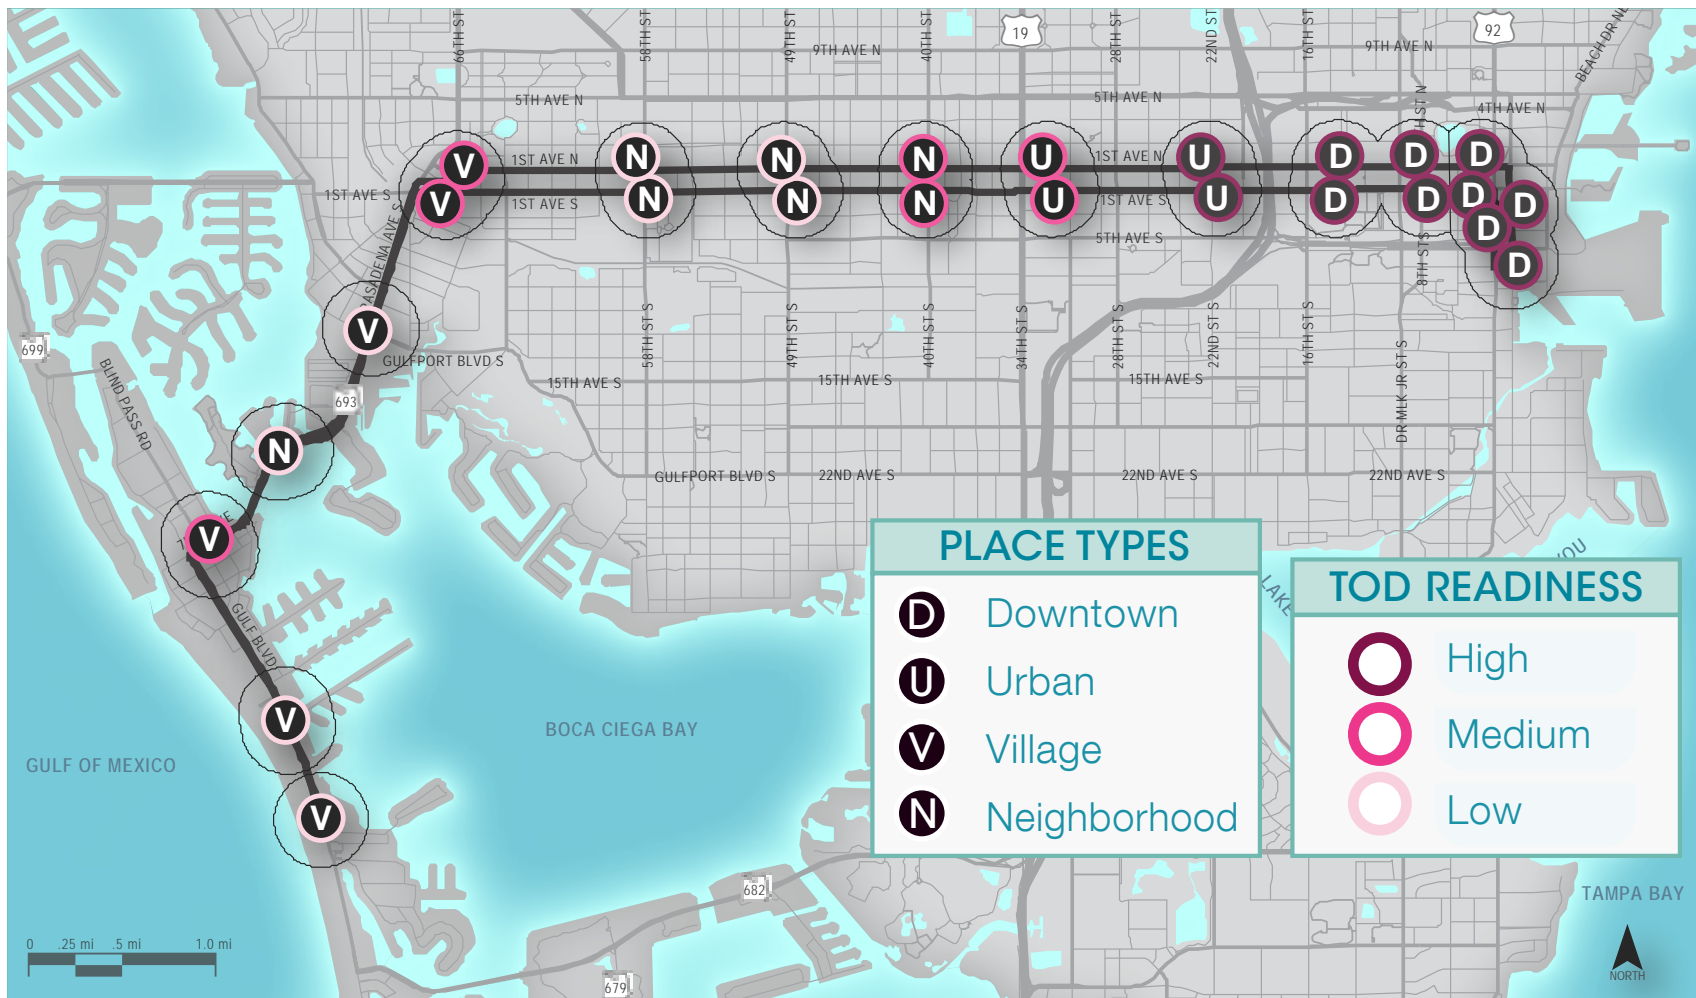 66TH ST
58TH ST
49TH ST
40TH ST
19
28TH ST
22ND ST
16TH ST
92
BEACH DR NE
9TH AVE N
9TH AVE N
5TH AVE N
5TH AVE N
4TH AVE N
H ST N
V
1ST AVE N
N
N
N
U
1ST AVE N
U
D
D
D
1ST AVE S
V
1ST AVE S
N
N
N
U
1ST AVE S
U
D
D
D
D
D
D
5TH AVE S
8TH ST S
PASADENA AVE S
V
GULFPORT BLVD S
58TH ST S
49TH ST S
40TH ST S
34TH ST S
28TH ST S
22ND ST S
16TH ST S
DR MLK JR ST S
699
BLIND PASS RD
693
15TH AVE S
15TH AVE S
15TH AVE S
N
GULFPORT BLVD S
22ND AVE S
22ND AVE S
22ND AVE S
V
GULF BLVD
V
V
BOCA CIEGA BAY
GULF OF MEXICO
LAKE
YOU
PLACE TYPES
D Downtown
U Urban
V Village
N Neighborhood
TOD READINESS
High
Medium
Low
682
679
TAMPA BAY
0 .25 mi .5 mi 1.0 mi
NORTH